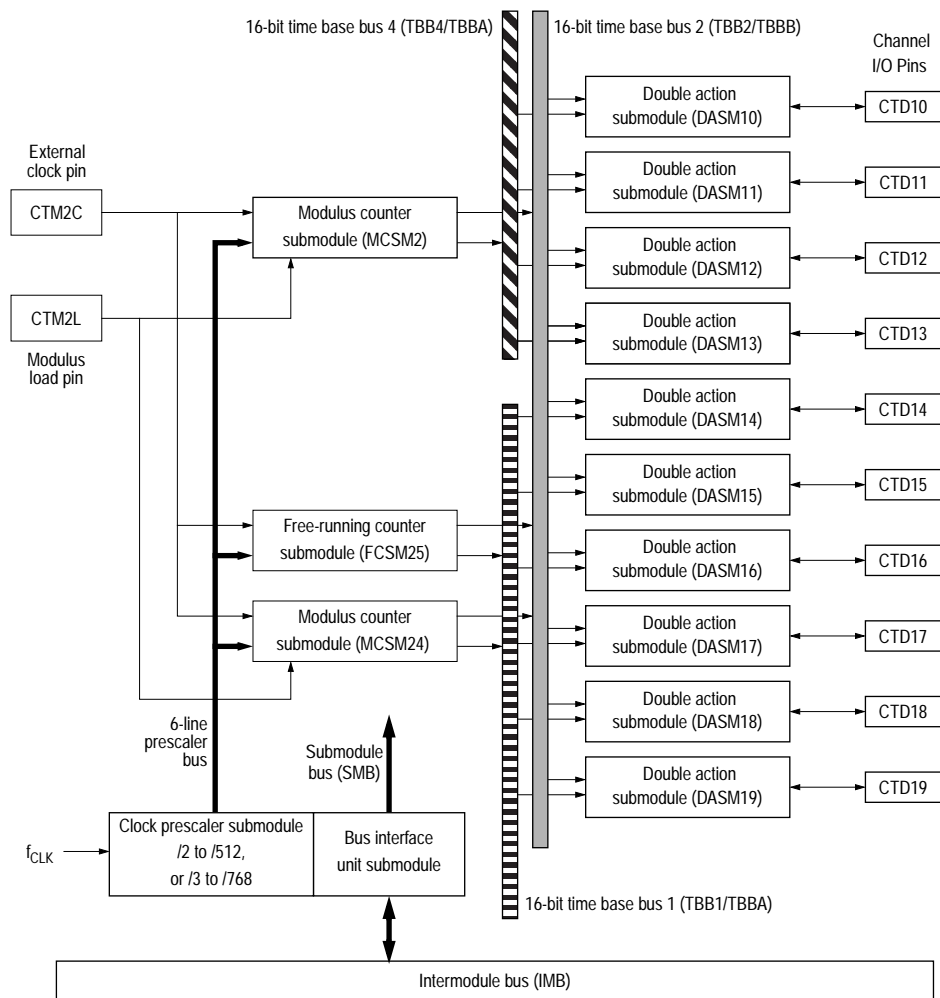 16-bit time base bus 4 (TBB4/TBBA)
16-bit time base bus 2 (TBB2/TBBB)
Channel
I/O Pins
Double action
submodule (DASM10)
CTD10
Double action
submodule (DASM11)
CTD11
Double action
submodule (DASM12)
CTD12
Double action
submodule (DASM13)
CTD13
Double action
submodule (DASM14)
CTD14
Double action
submodule (DASM15)
CTD15
Double action
submodule (DASM16)
CTD16
Double action
submodule (DASM17)
CTD17
Double action
submodule (DASM18)
CTD18
Double action
submodule (DASM19)
CTD19
External
clock pin
CTM2C
Modulus counter
submodule (MCSM2)
CTM2L
Modulus
load pin
Free-running counter
submodule (FCSM25)
Modulus counter
submodule (MCSM24)
6-line
prescaler
bus
Submodule
bus (SMB)
fCLK
Clock prescaler submodule
/2 to /512,
or /3 to /768
Bus interface
unit submodule
16-bit time base bus 1 (TBB1/TBBA)
Intermodule bus (IMB)